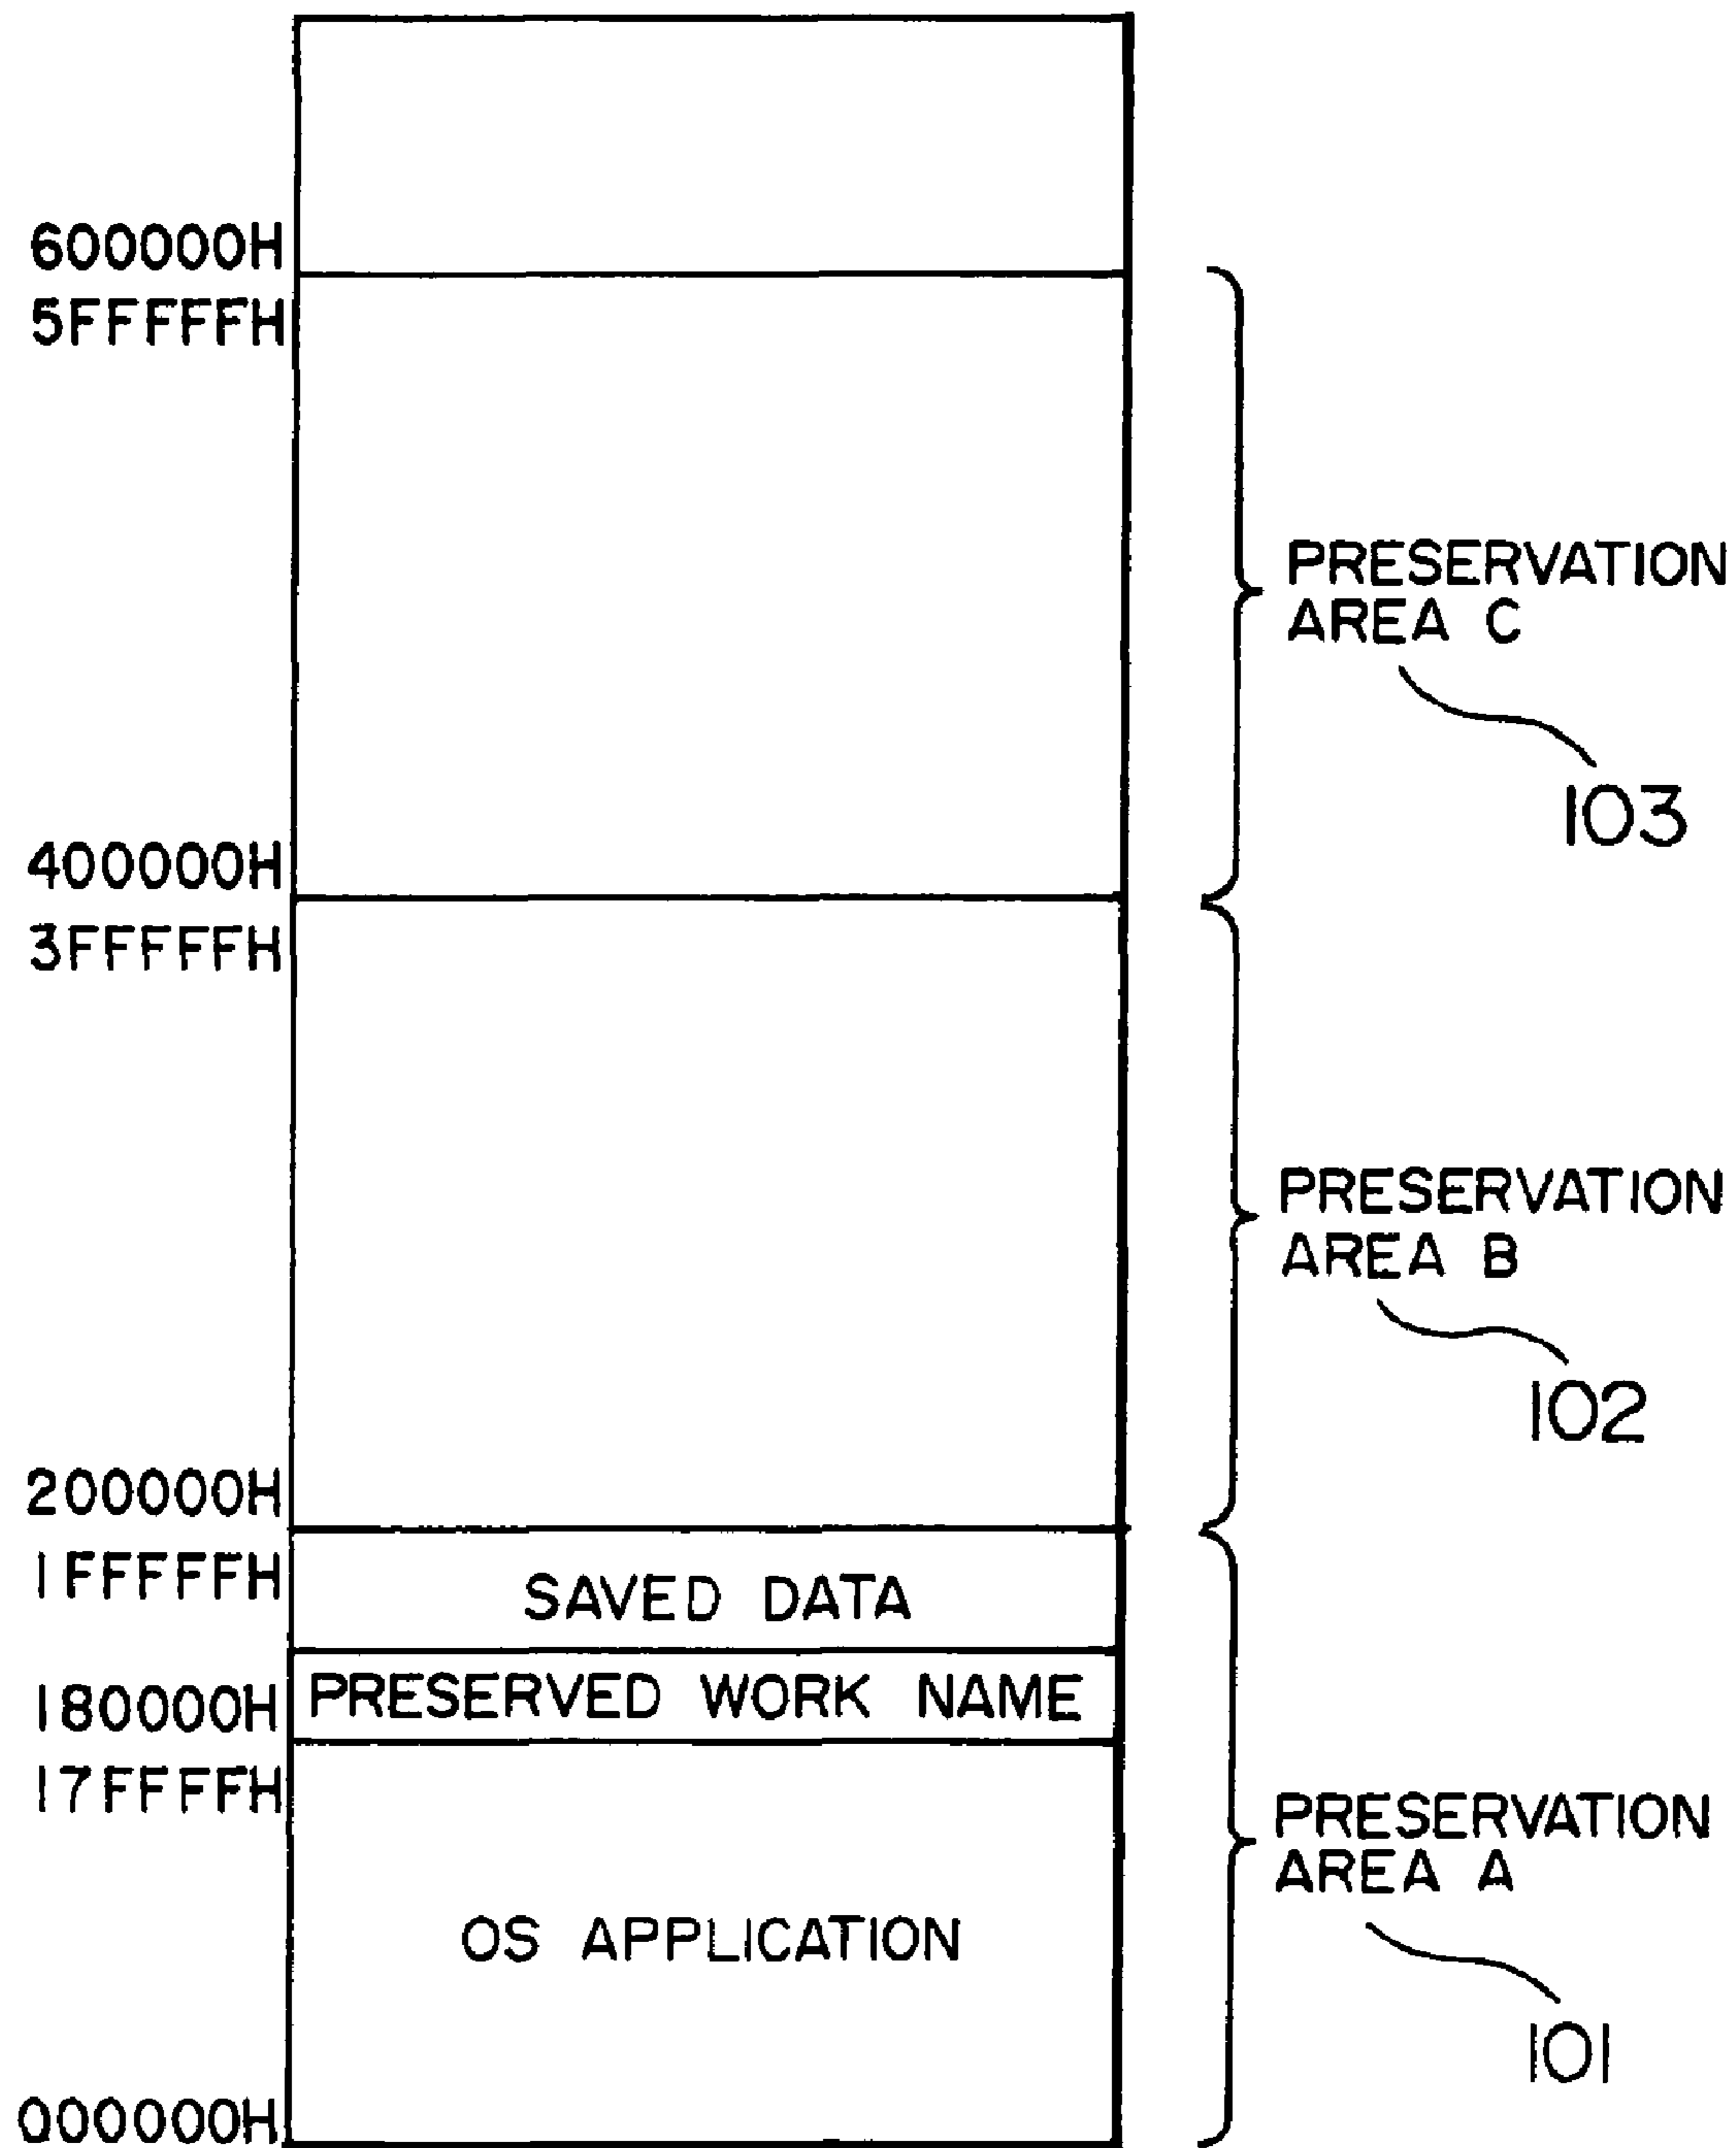 600000H
5FFFFFH
PRESERVATION
AREA C
103
400000H
3FFFFFH
PRESERVATION
AREA B
102
200000H
1FFFFFH
SAVED DATA
180000H
PRESERVED WORK NAME
17FFFFH
PRESERVATION
AREA A
OS APPLICATION
101
000000H